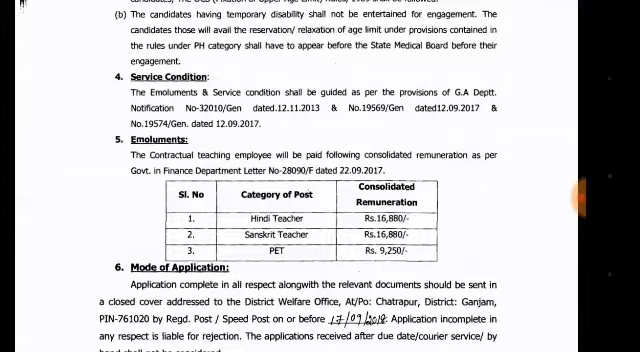 candidates, The OCS (Fixation of Upper Age Limit) Rules, 1989 shall be followed.
(b) The candidates having temporary disability shall not be entertained for engagement. The
candidates those will avail the reservation/ relaxation of age limit under provisions contained in
the rules under PH category shall have to appear before the State Medical Board before their
engagement.
4. Service Condition:
The Emoluments & Service condition shall be guided as per the provisions of G.A Deptt.
Notification No-32010/Gen dated.12.11.2013 & No.19569/Gen dated12.09.2017 &
No.19574/Gen. dated 12.09.2017.
5. Emoluments:
The Contractual teaching employee will be paid following consolidated remuneration as per
Govt. in Finance Department Letter No-28090/F dated 22.09.2017.
Sl. No Category of Post Consolidated Remuneration
1. Hindi Teacher Rs.16,880/-
2. Sanskrit Teacher Rs.16,880/-
3. PET Rs. 9,250/-
6. Mode of Application:
Application complete in all respect alongwith the relevant documents should be sent in
a closed cover addressed to the District Welfare Office, At/Po: Chatrapur, District: Ganjam,
PIN-761020 by Regd. Post / Speed Post on or before 17/09/2018. Application incomplete in
any respect is liable for rejection. The applications received after due date/courier service/ by
hand shall not be considered